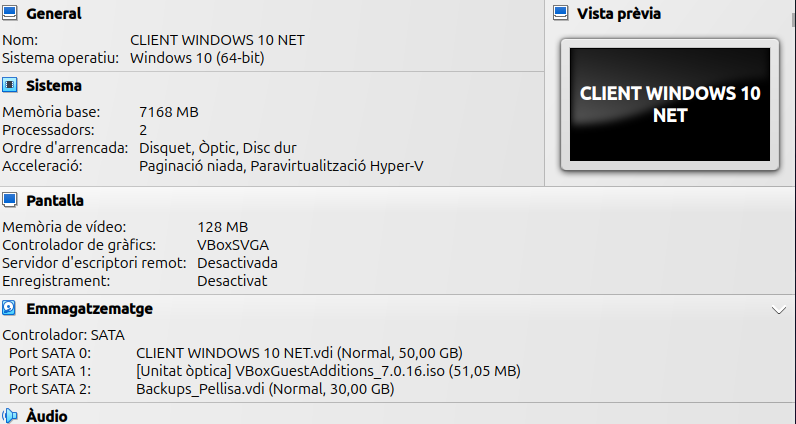 General
Nom: CLIENT WINDOWS 10 NET
Sistema operatiu: Windows 10 (64-bit)
Sistema
Memòria base: 7168 MB
Processadors: 2
Ordre d'arrencada: Disquet, Òptic, Disc dur
Acceleració: Paginació niada, Paravirtualització Hyper-V
Vista prèvia
CLIENT WINDOWS 10
NET
Pantalla
Memòria de vídeo: 128 MB
Controlador de gràfics: VBoxSVGA
Servidor d'escriptori remot: Desactivada
Enregistrament: Desactivat
Emmagatzematge
Controlador: SATA
Port SATA 0: CLIENT WINDOWS 10 NET.vdi (Normal, 50,00 GB)
Port SATA 1: [Unitat òptica] VBoxGuestAdditions_7.0.16.iso (51,05 MB)
Port SATA 2: Backups_Pellisa.vdi (Normal, 30,00 GB)
Àudio